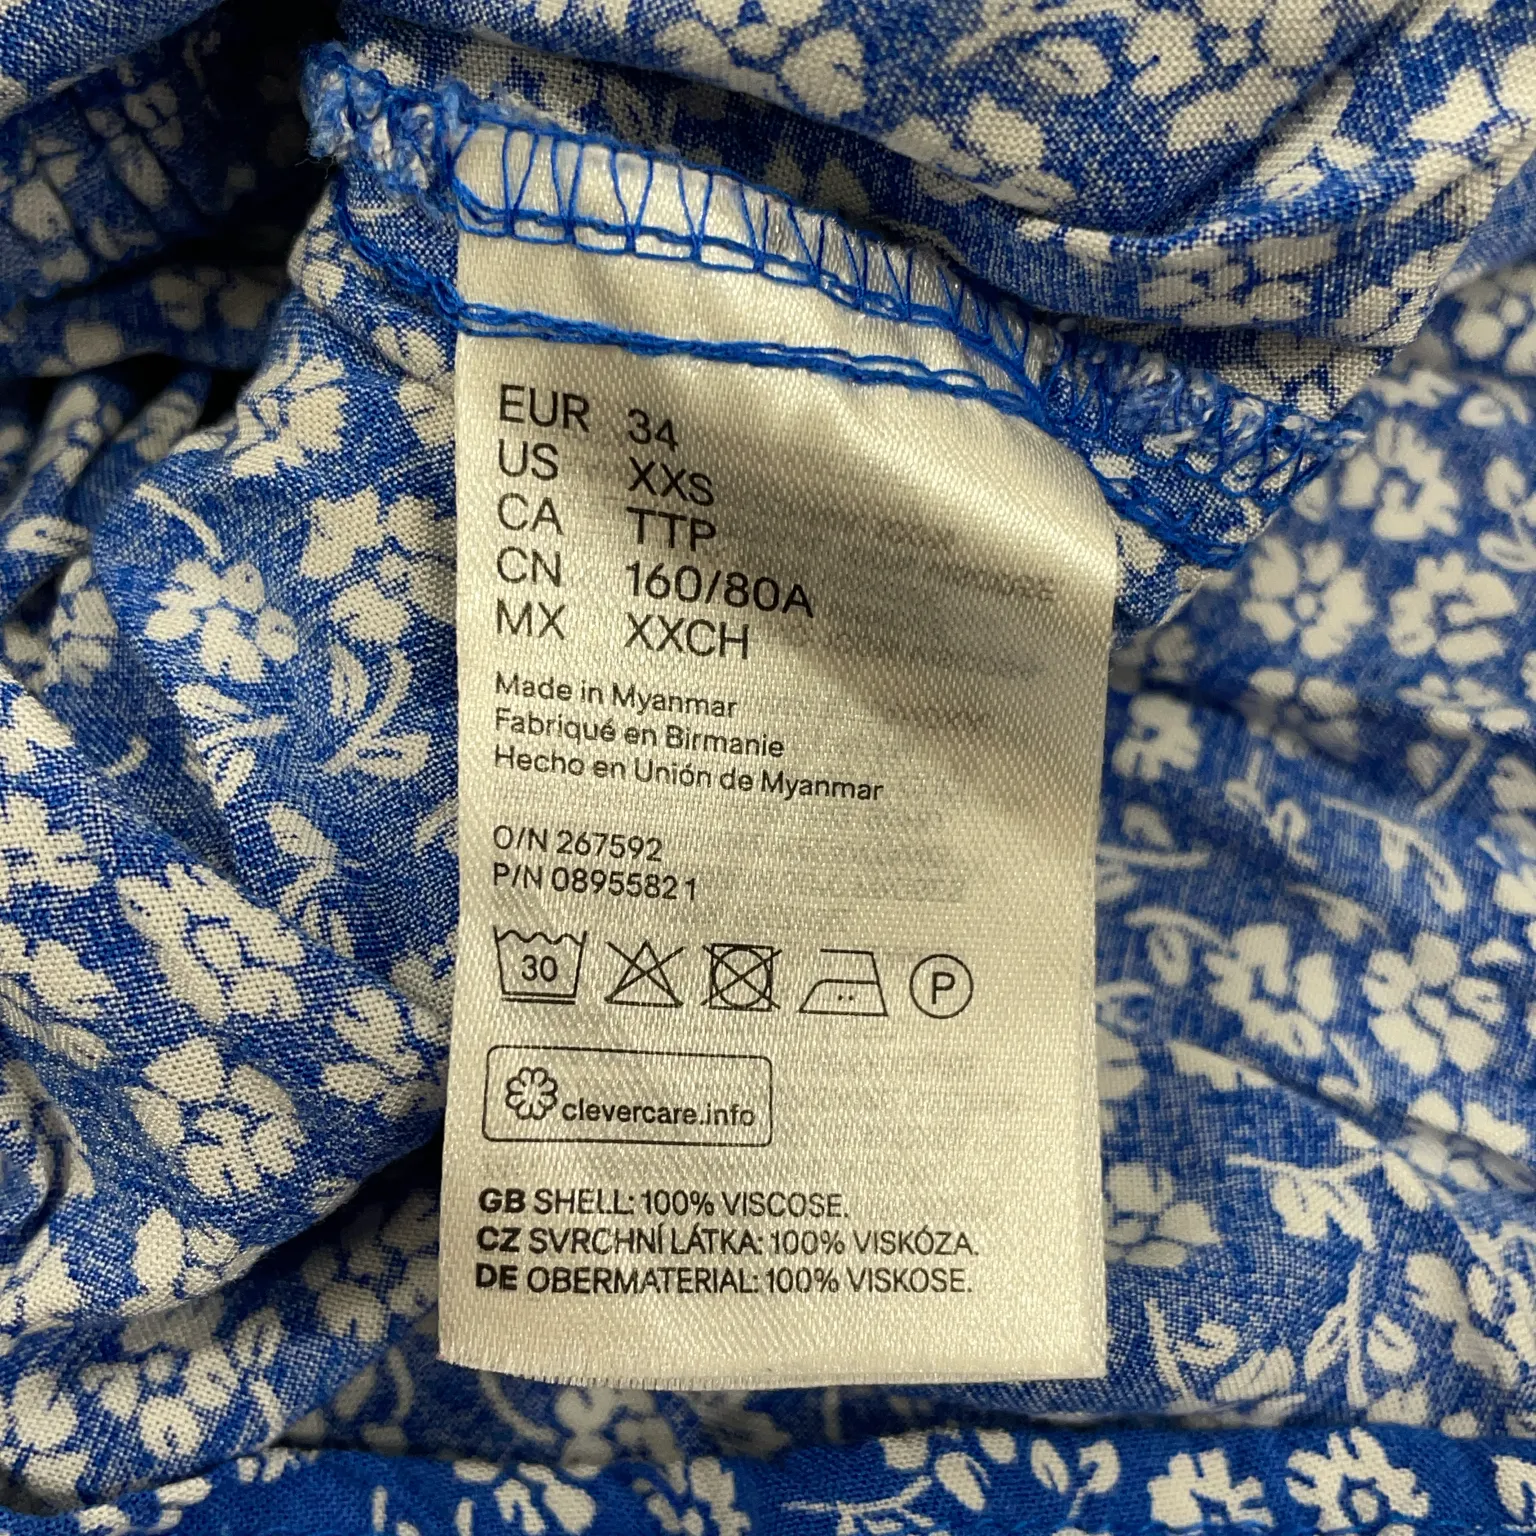 EUR 34
US XXS
CA TTP
CN 160/80A
MX XXCH
Made in Myanmar
Fabriqué en Birmanie
Hecho en Unión de Myanmar
O/N 267592
P/N 0895582 1
30
P
clevercare.info
GB SHELL: 100% VISCOSE.
CZ SVRCHNÍ LÁTKA: 100% VISKÓZA.
DE OBERMATERIAL: 100% VISKOSE.